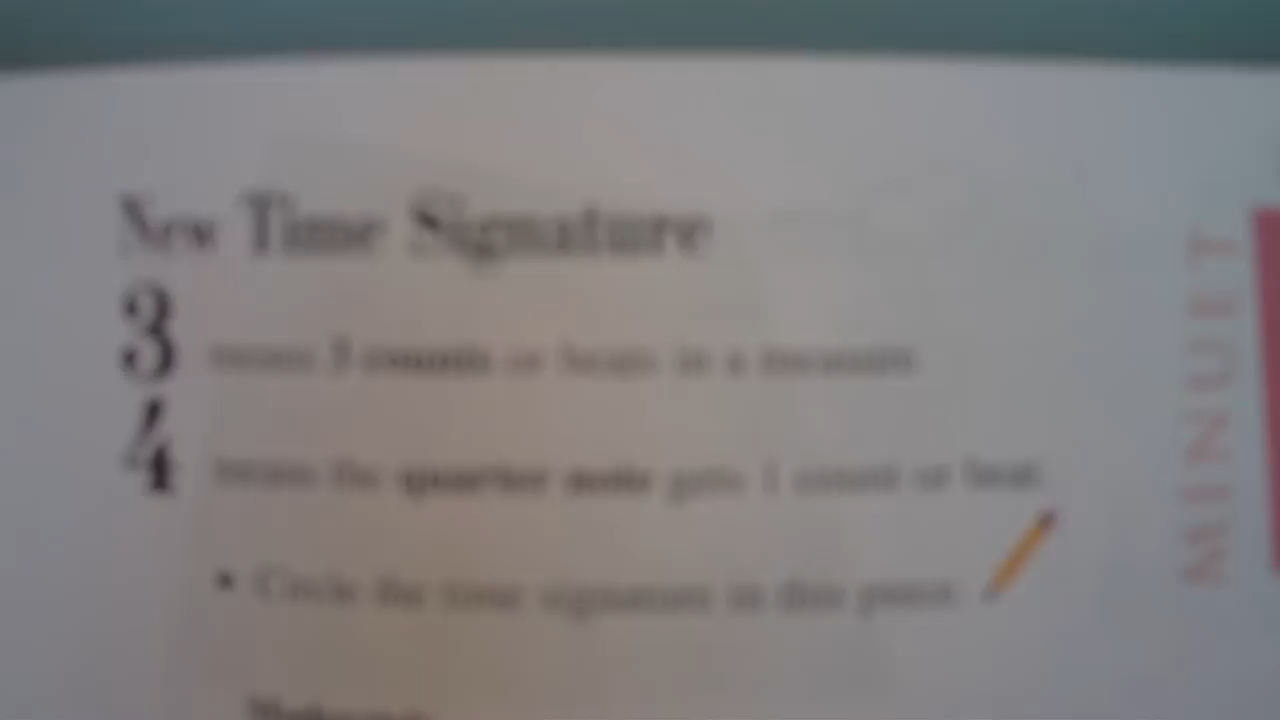 New Time Signature
3 means 3 counts or beats in a measure
4 means the quarter note gets 1 count or beat.
• Circle the time signature in this piece.
MINUET